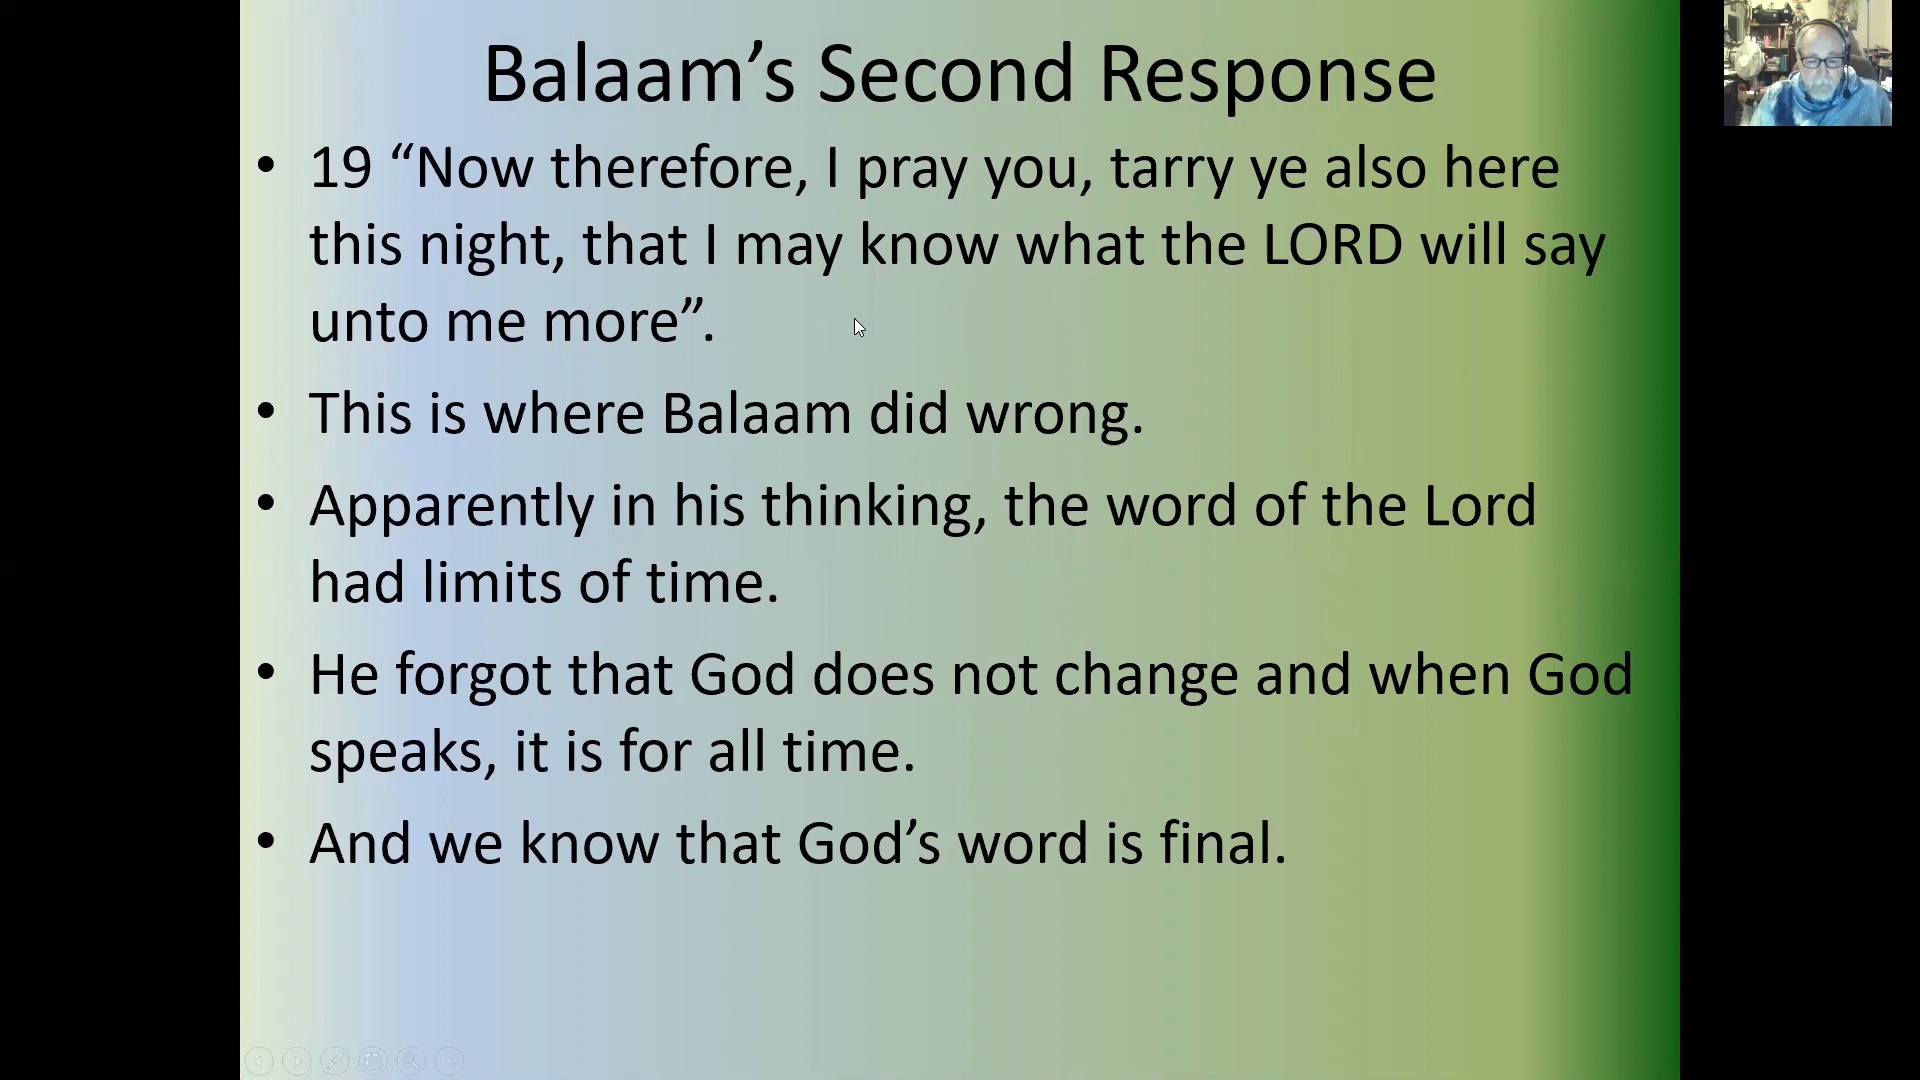 Balaam’s Second Response
• 19 “Now therefore, I pray you, tarry ye also here
this night, that I may know what the LORD will say
unto me more”.
• This is where Balaam did wrong.
• Apparently in his thinking, the word of the Lord
had limits of time.
• He forgot that God does not change and when God
speaks, it is for all time.
• And we know that God’s word is final.